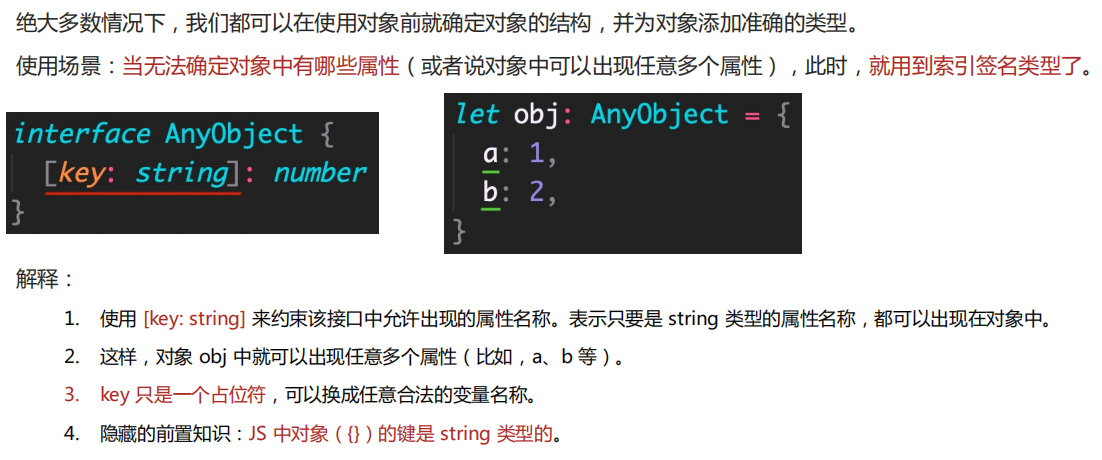 绝大多数情况下，我们都可以在使用对象前就确定对象的结构，并为对象添加准确的类型。
使用场景：当无法确定对象中有哪些属性（或者说对象中可以出现任意多个属性），此时，就用到索引签名类型了。
interface AnyObject {
[key: string]: number
}
let obj: AnyObject = {
a: 1,
b: 2,
}
解释：
1. 使用 [key: string] 来约束该接口中允许出现的属性名称。表示只要是 string 类型的属性名称，都可以出现在对象中。
2. 这样，对象 obj 中就可以出现任意多个属性（比如，a、b 等）。
3. key 只是一个占位符，可以换成任意合法的变量名称。
4. 隐藏的前置知识：JS 中对象（{}）的键是 string 类型的。